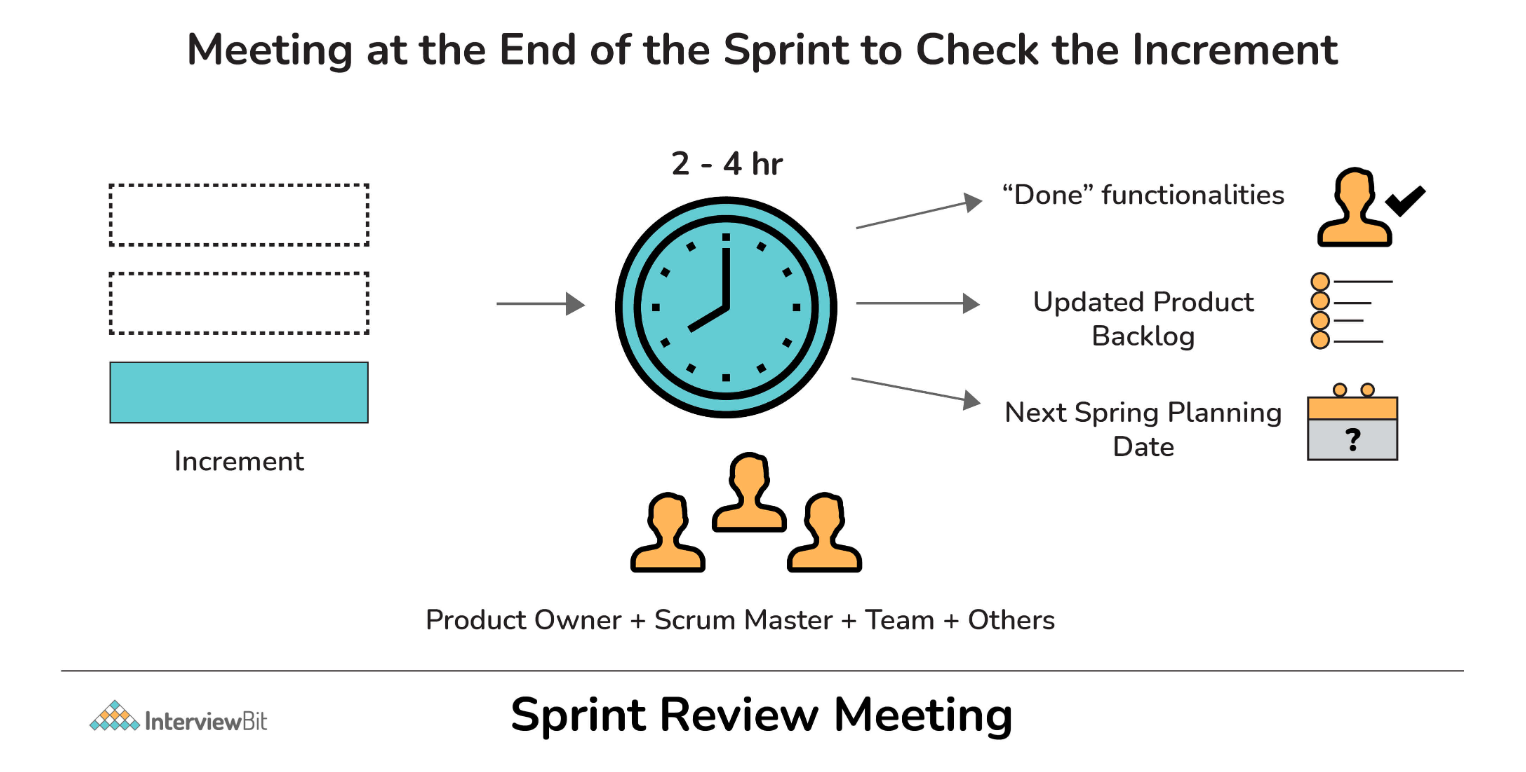 Meeting at the End of the Sprint to Check the Increment
2 - 4 hr
“Done” functionalities
Updated Product
Backlog
Next Spring Planning
Date
?
Increment
Product Owner + Scrum Master + Team + Others
InterviewBit
Sprint Review Meeting